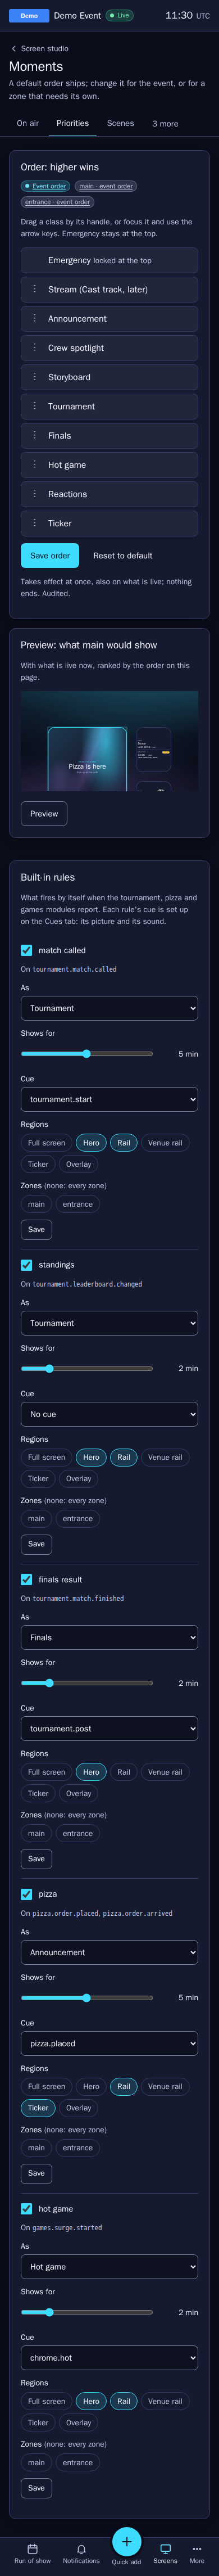 Demo
Demo Event
Live
11:30 UTC
Screen studio
Moments
A default order ships; change it for the event, or for a
zone that needs its own.
On air
Priorities
Scenes
3 more
Order: higher wins
Event order
main · event order
entrance · event order
Drag a class by its handle, or focus it and use the
arrow keys. Emergency stays at the top.
Emergency locked at the top
Stream (Cast track, later)
Announcement
Crew spotlight
Storyboard
Tournament
Finals
Hot game
Reactions
Ticker
Save order
Reset to default
Takes effect at once, also on what is live; nothing
ends. Audited.
Preview: what main would show
With what is live now, ranked by the order on this
page.
Pizza is here
Preview
Built-in rules
What fires by itself when the tournament, pizza and
games modules report. Each rule's cue is set up
on the Cues tab: its picture and its sound.
match called
On tournament.match.called
As
Tournament
Shows for
5 min
Cue
tournament.start
Regions
Full screen
Hero
Rail
Venue rail
Ticker
Overlay
Zones (none: every zone)
main
entrance
Save
standings
On tournament.leaderboard.changed
As
Tournament
Shows for
2 min
Cue
No cue
Regions
Full screen
Hero
Rail
Venue rail
Ticker
Overlay
Zones (none: every zone)
main
entrance
Save
finals result
On tournament.match.finished
As
Finals
Shows for
2 min
Cue
tournament.post
Regions
Full screen
Hero
Rail
Venue rail
Ticker
Overlay
Zones (none: every zone)
main
entrance
Save
pizza
On pizza.order.placed, pizza.order.arrived
As
Announcement
Shows for
5 min
Cue
pizza.placed
Regions
Full screen
Hero
Rail
Venue rail
Ticker
Overlay
Zones (none: every zone)
main
entrance
Save
hot game
On games.surge.started
As
Hot game
Shows for
2 min
Cue
chrome.hot
Regions
Full screen
Hero
Rail
Venue rail
Ticker
Overlay
Zones (none: every zone)
main
entrance
Save
Run of show
Notifications
Quick add
Screens
More